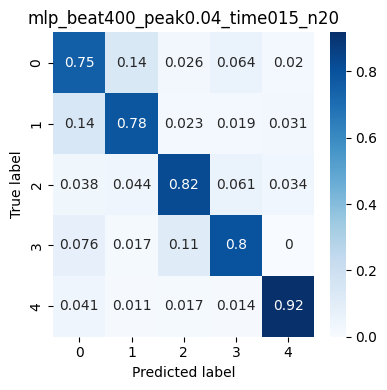 mlp_beat400_peak0.04_time015_n20
0 0.75 0.14 0.026 0.064 0.02
1 0.14 0.78 0.023 0.019 0.031
2 0.038 0.044 0.82 0.061 0.034
3 0.076 0.017 0.11 0.8 0
4 0.041 0.011 0.017 0.014 0.92
0 1 2 3 4
True label
Predicted label
0.8
0.6
0.4
0.2
0.0